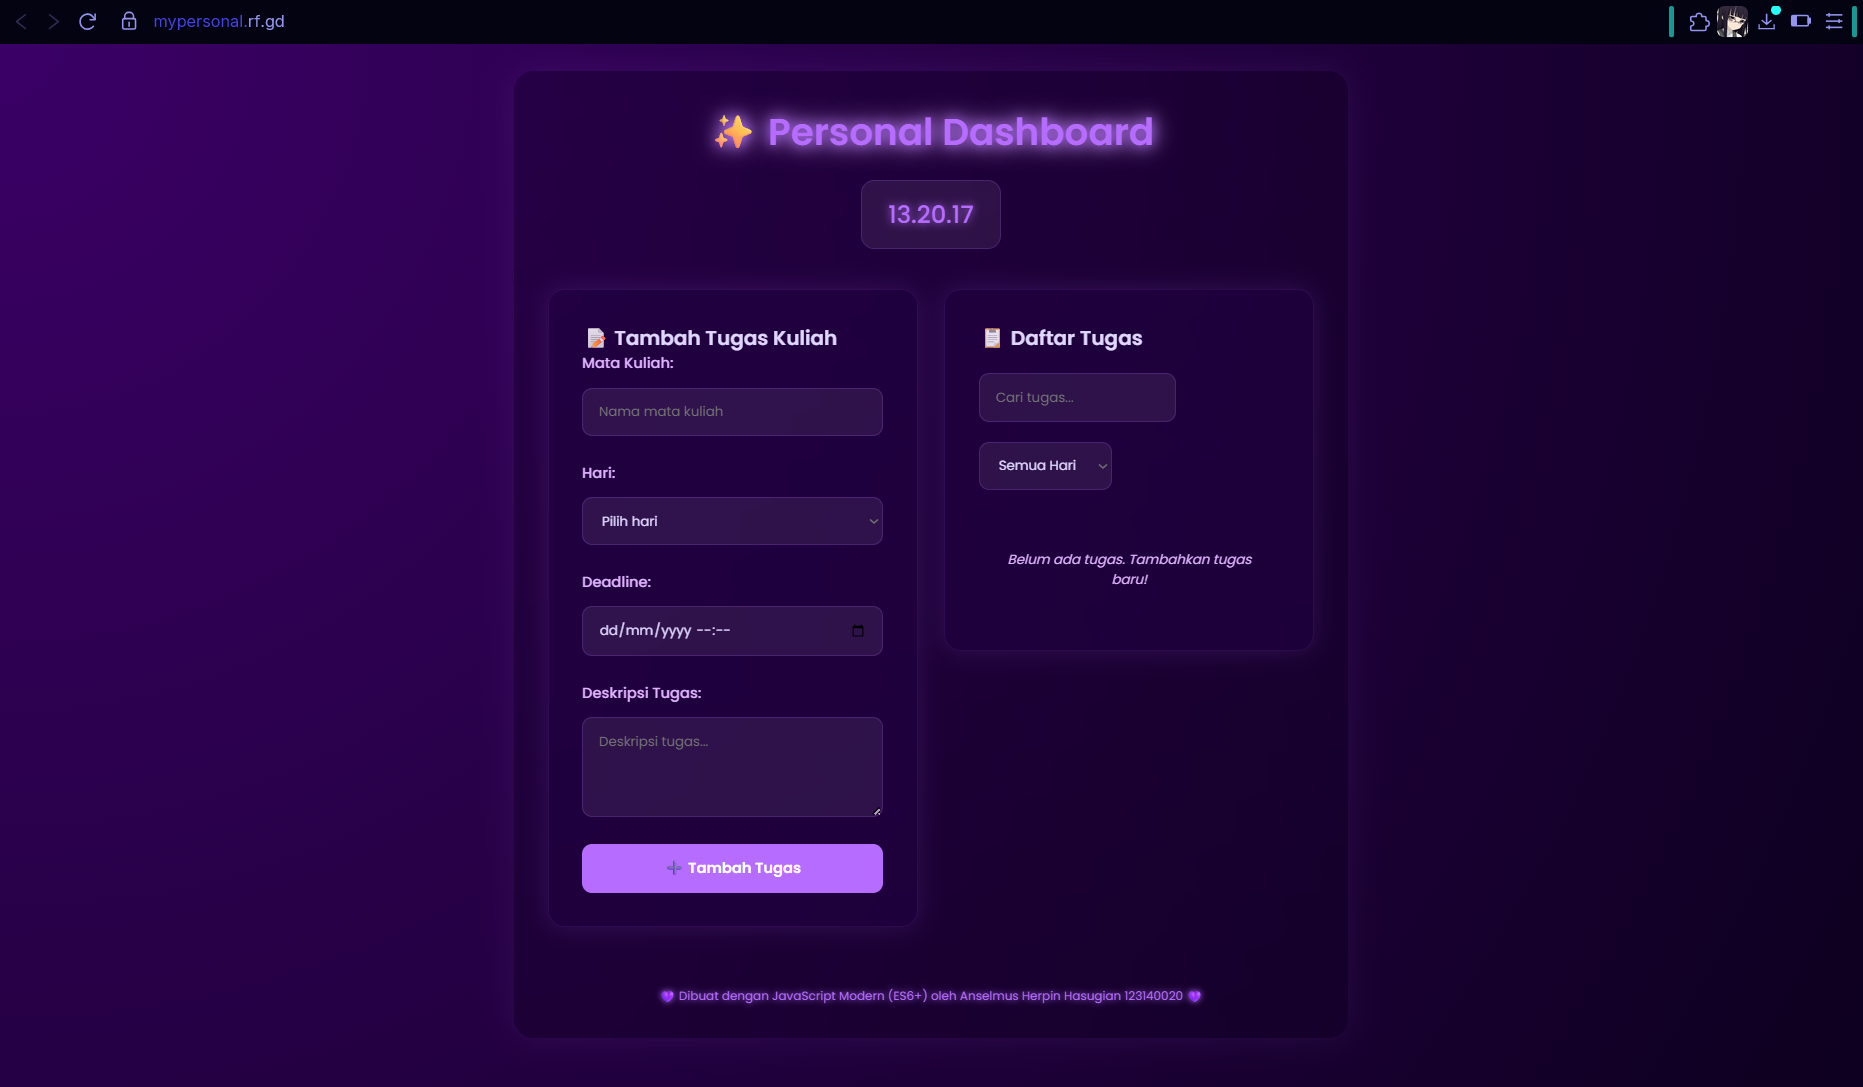 mypersonal.rf.gd
✨ Personal Dashboard
13.20.17
📝 Tambah Tugas Kuliah
Mata Kuliah:
Nama mata kuliah
Hari:
Pilih hari
Deadline:
dd/mm/yyyy --:--
Deskripsi Tugas:
Deskripsi tugas...
➕ Tambah Tugas
📋 Daftar Tugas
Cari tugas...
Semua Hari
Belum ada tugas. Tambahkan tugas
baru!
💜 Dibuat dengan JavaScript Modern (ES6+) oleh Anselmus Herpin Hasugian 123140020 💜